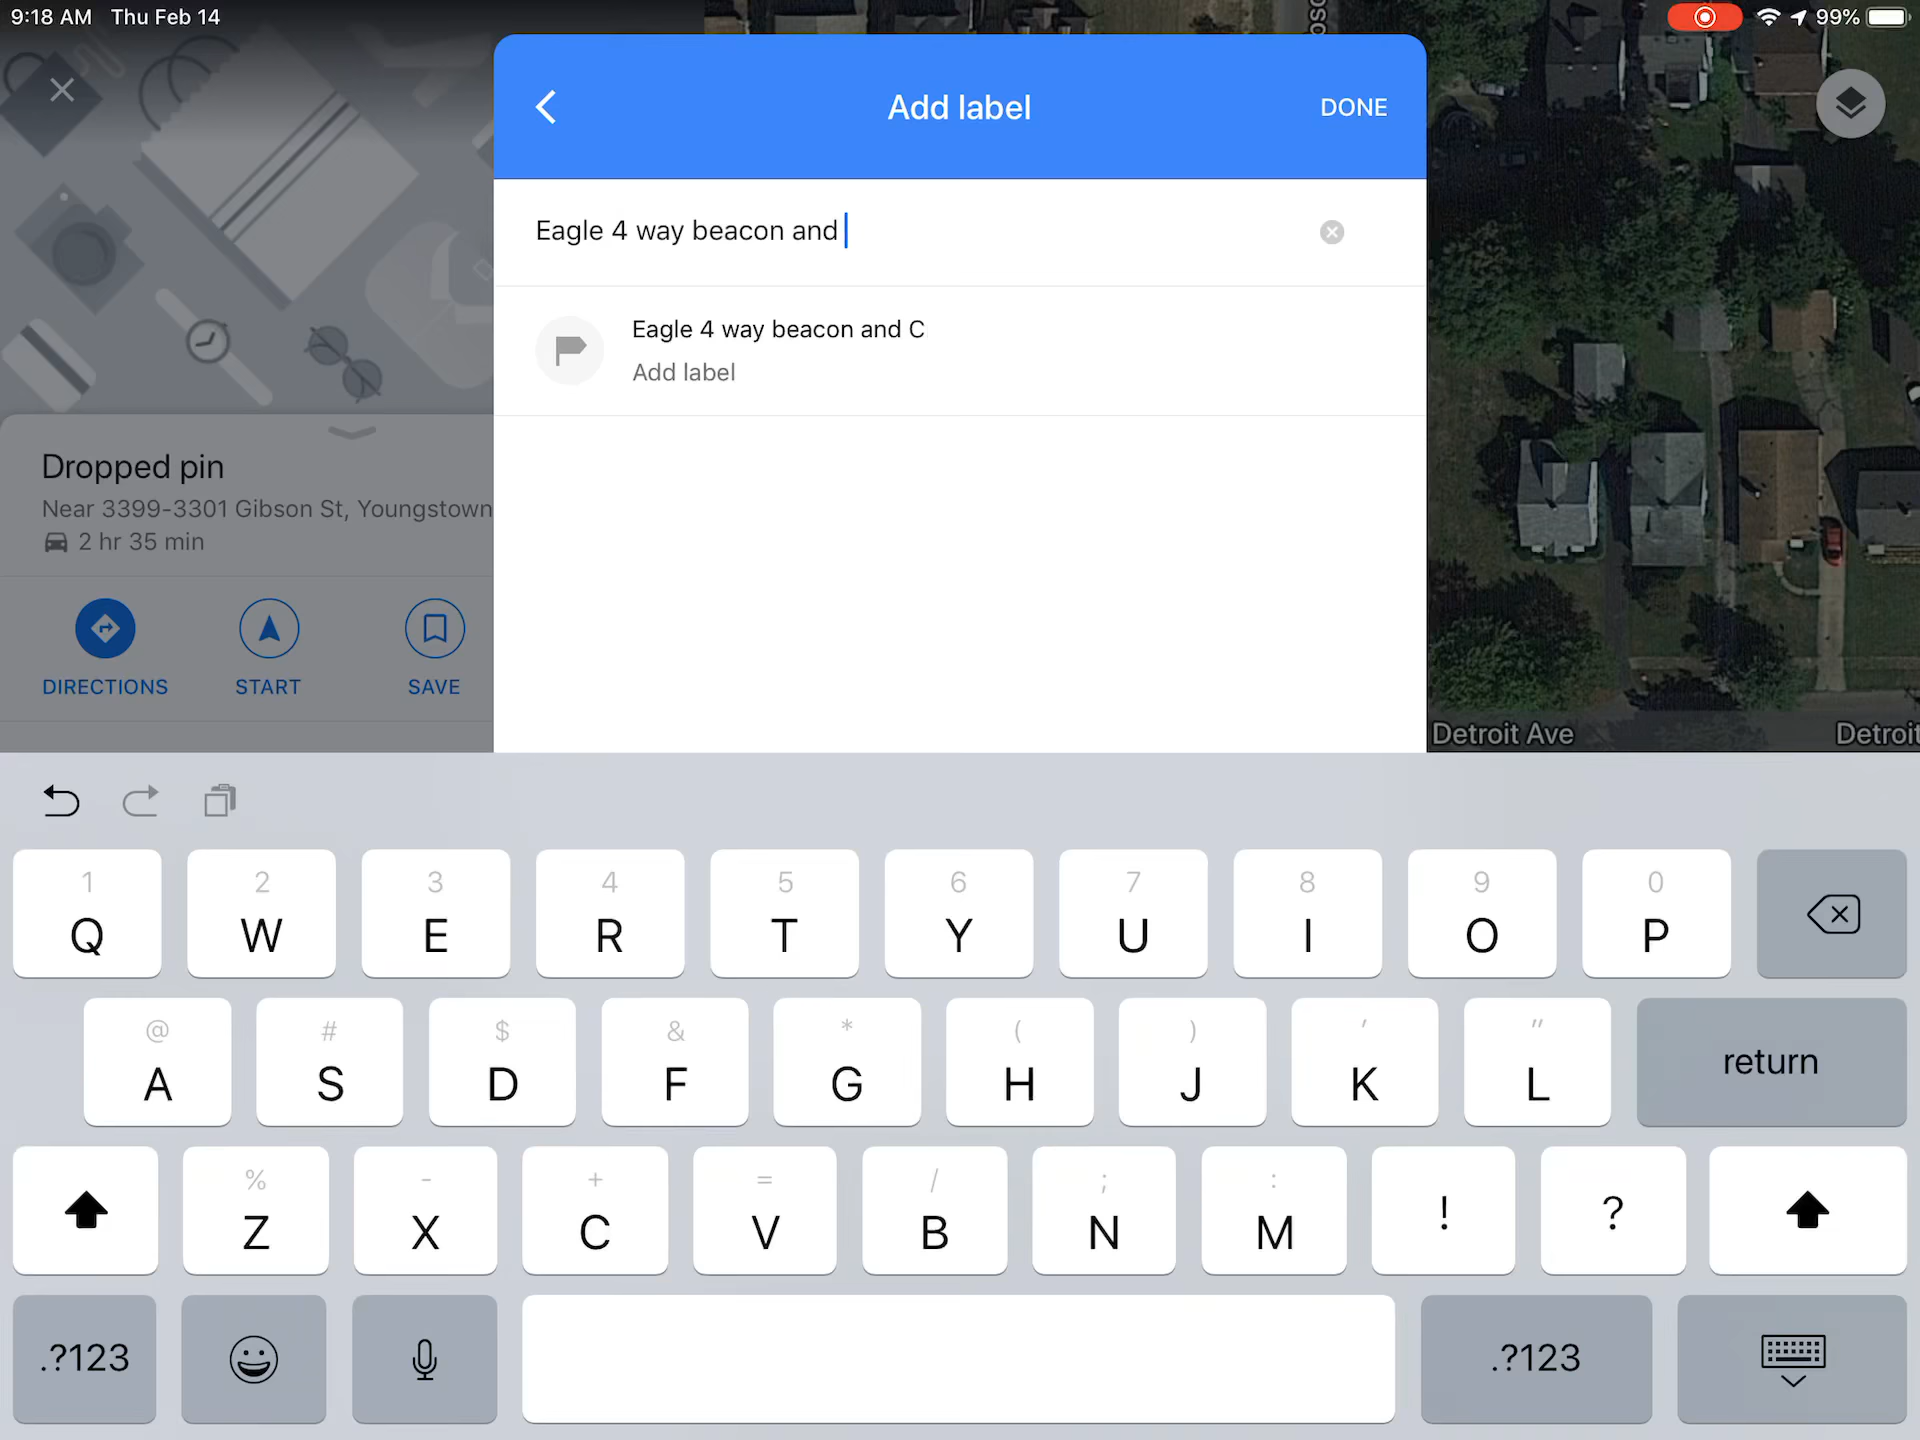 9:18 AM Thu Feb 14
99%
Add label
DONE
Eagle 4 way beacon and
Eagle 4 way beacon and C
Add label
Dropped pin
Near 3399-3301 Gibson St, Youngstown
2 hr 35 min
DIRECTIONS START SAVE
Detroit Ave
Detroit
1 2 3 4 5 6 7 8 9 0
Q W E R T Y U I O P
@ # $ & * ( ) ' "
A S D F G H J K L return
% - + = / ; :
Z X C V B N M ! ?
.?123 .?123